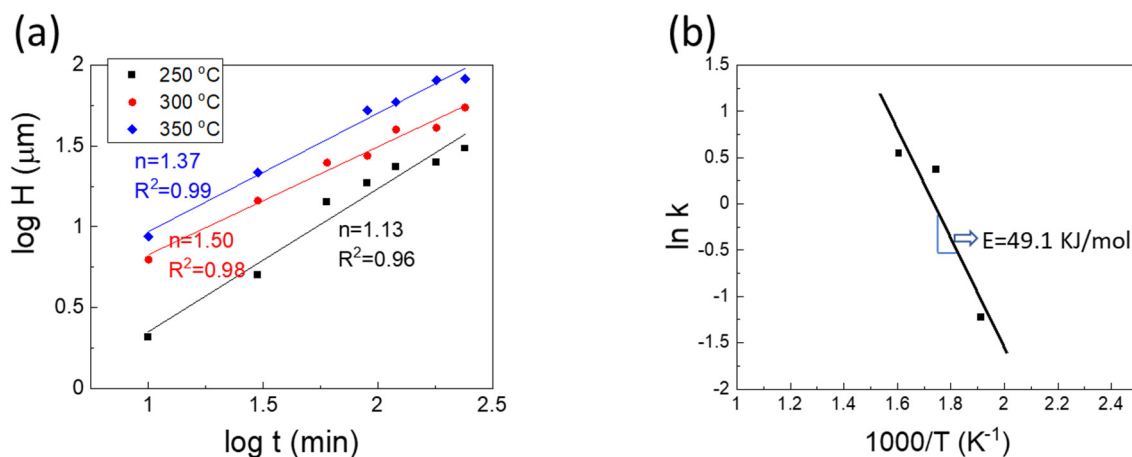 (a)
2
1.5
1
0.5
0
log H (μm)
250 °C
300 °C
350 °C
n=1.37
R²=0.99
n=1.50
R²=0.98
n=1.13
R²=0.96
1
1.5
2
2.5
log t (min)
(b)
1.5
1
0.5
0
-0.5
-1
-1.5
-2
ln k
E=49.1 KJ/mol
1
1.2
1.4
1.6
1.8
2
2.2
2.4
1000/T (K⁻¹)